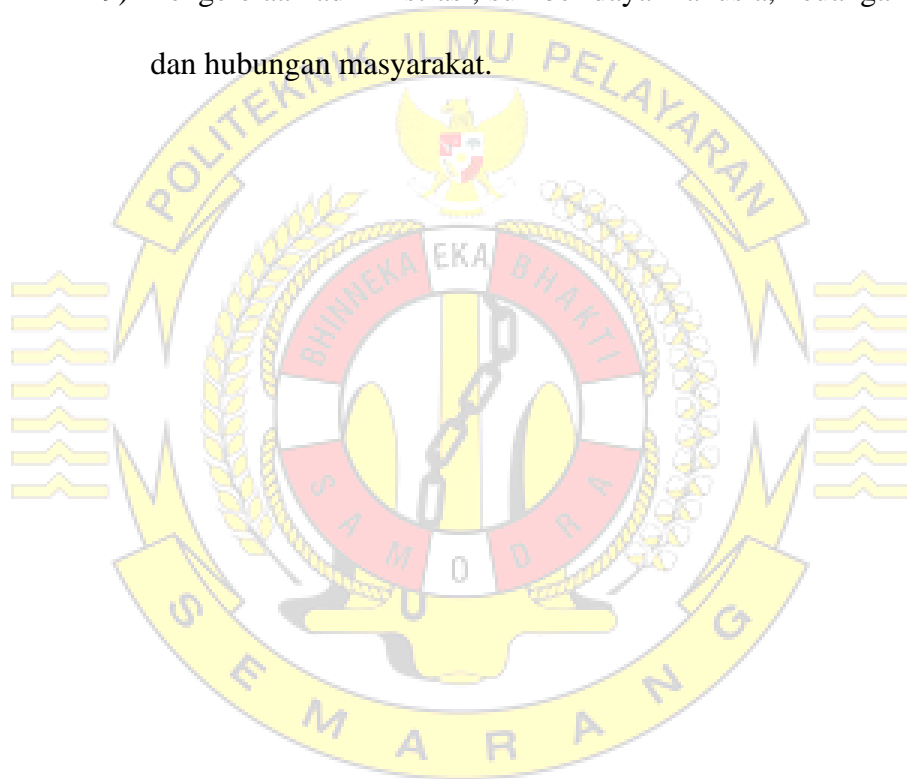 dan hubungan masyarakat.
POLITEKNIK ILMU PELAYARAN
BHINNEKA EKA BHAKTI
SAMODRA
SEMARANG